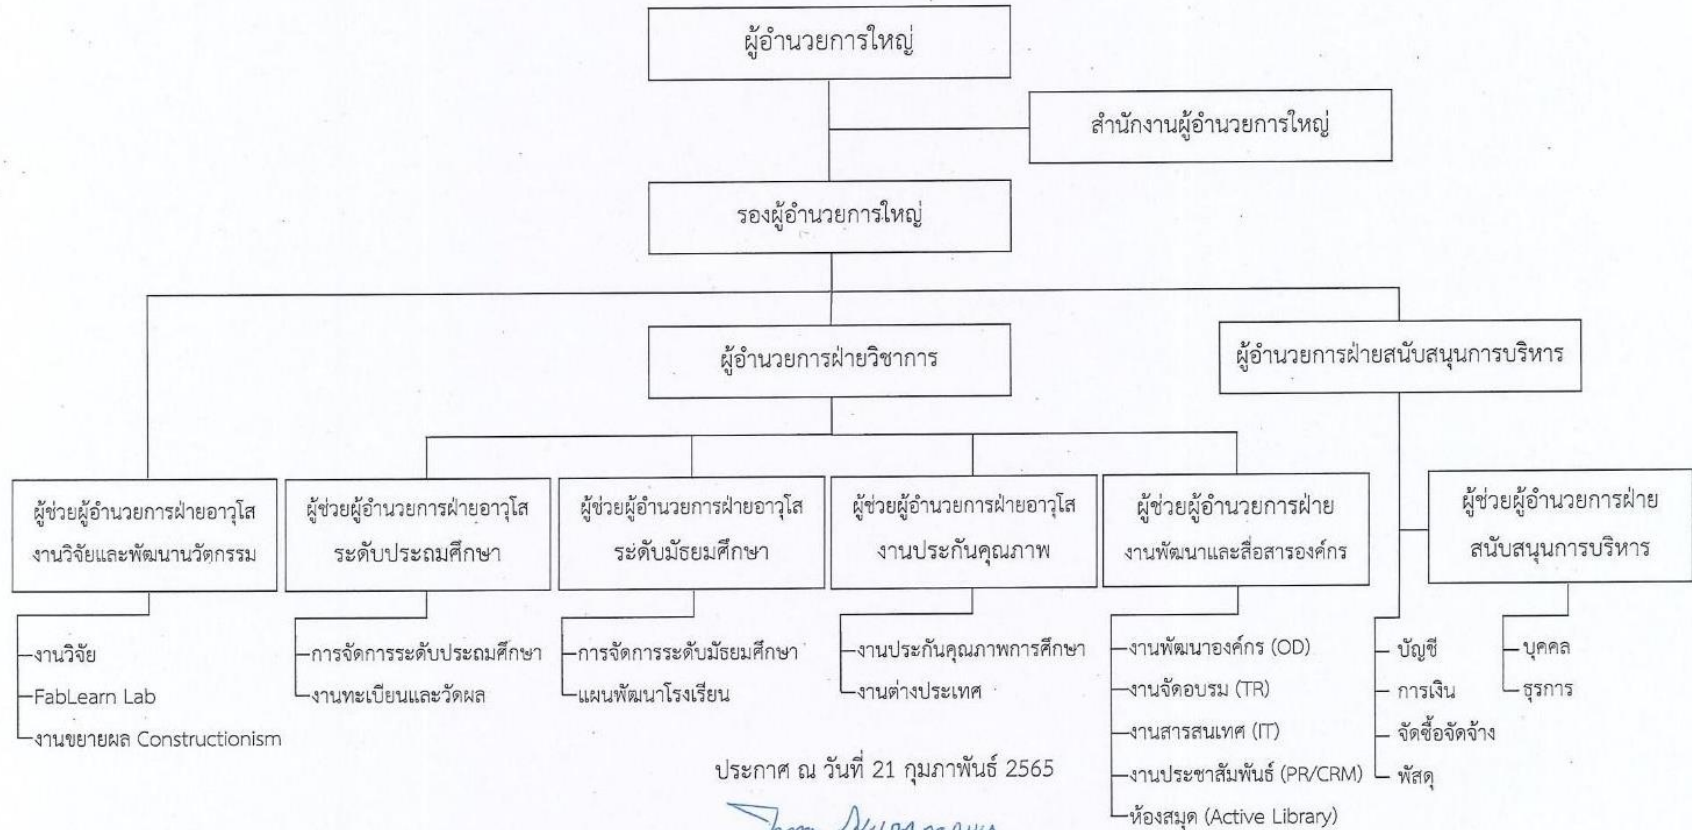 ผู้อำนวยการใหญ่
สำนักงานผู้อำนวยการใหญ่
รองผู้อำนวยการใหญ่
ผู้อำนวยการฝ่ายวิชาการ
ผู้อำนวยการฝ่ายสนับสนุนการบริหาร
ผู้ช่วยผู้อำนวยการฝ่ายอาวุโส
งานวิจัยและพัฒนานวัตกรรม
ผู้ช่วยผู้อำนวยการฝ่ายอาวุโส
ระดับประถมศึกษา
ผู้ช่วยผู้อำนวยการฝ่ายอาวุโส
ระดับมัธยมศึกษา
ผู้ช่วยผู้อำนวยการฝ่ายอาวุโส
งานประกันคุณภาพ
ผู้ช่วยผู้อำนวยการฝ่าย
งานพัฒนาและสื่อสารองค์กร
ผู้ช่วยผู้อำนวยการฝ่าย
สนับสนุนการบริหาร
งานวิจัย
FabLearn Lab
งานขยายผล Constructionism
การจัดการระดับประถมศึกษา
งานทะเบียนและวัดผล
การจัดการระดับมัธยมศึกษา
แผนพัฒนาโรงเรียน
งานประกันคุณภาพการศึกษา
งานต่างประเทศ
งานพัฒนาองค์กร (OD)
งานจัดอบรม (TR)
งานสารสนเทศ (IT)
งานประชาสัมพันธ์ (PR/CRM)
ห้องสมุด (Active Library)
บัญชี
การเงิน
จัดซื้อจัดจ้าง
พัสดุ
บุคคล
ธุรการ
ประกาศ ณ วันที่ 21 กุมภาพันธ์ 2565